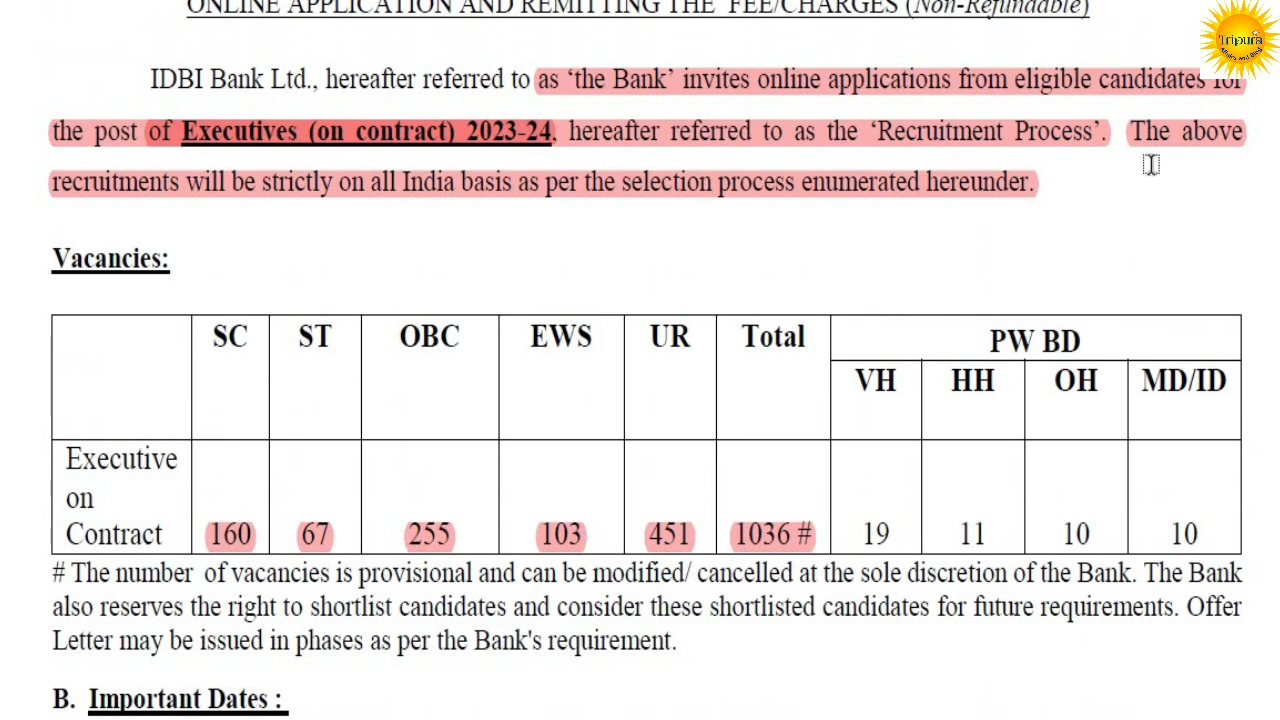 ONLINE APPLICATION AND REMITTING THE FEE/CHARGES (Non-Refundable)
Tripura
IDBI Bank Ltd., hereafter referred to as ‘the Bank’ invites online applications from eligible candidates for
the post of Executives (on contract) 2023-24, hereafter referred to as the ‘Recruitment Process’. The above
recruitments will be strictly on all India basis as per the selection process enumerated hereunder.
Vacancies:
SC ST OBC EWS UR Total PW BD
VH HH OH MD/ID
Executive
on
Contract 160 67 255 103 451 1036 # 19 11 10 10
# The number of vacancies is provisional and can be modified/ cancelled at the sole discretion of the Bank. The Bank
also reserves the right to shortlist candidates and consider these shortlisted candidates for future requirements. Offer
Letter may be issued in phases as per the Bank's requirement.
B. Important Dates :